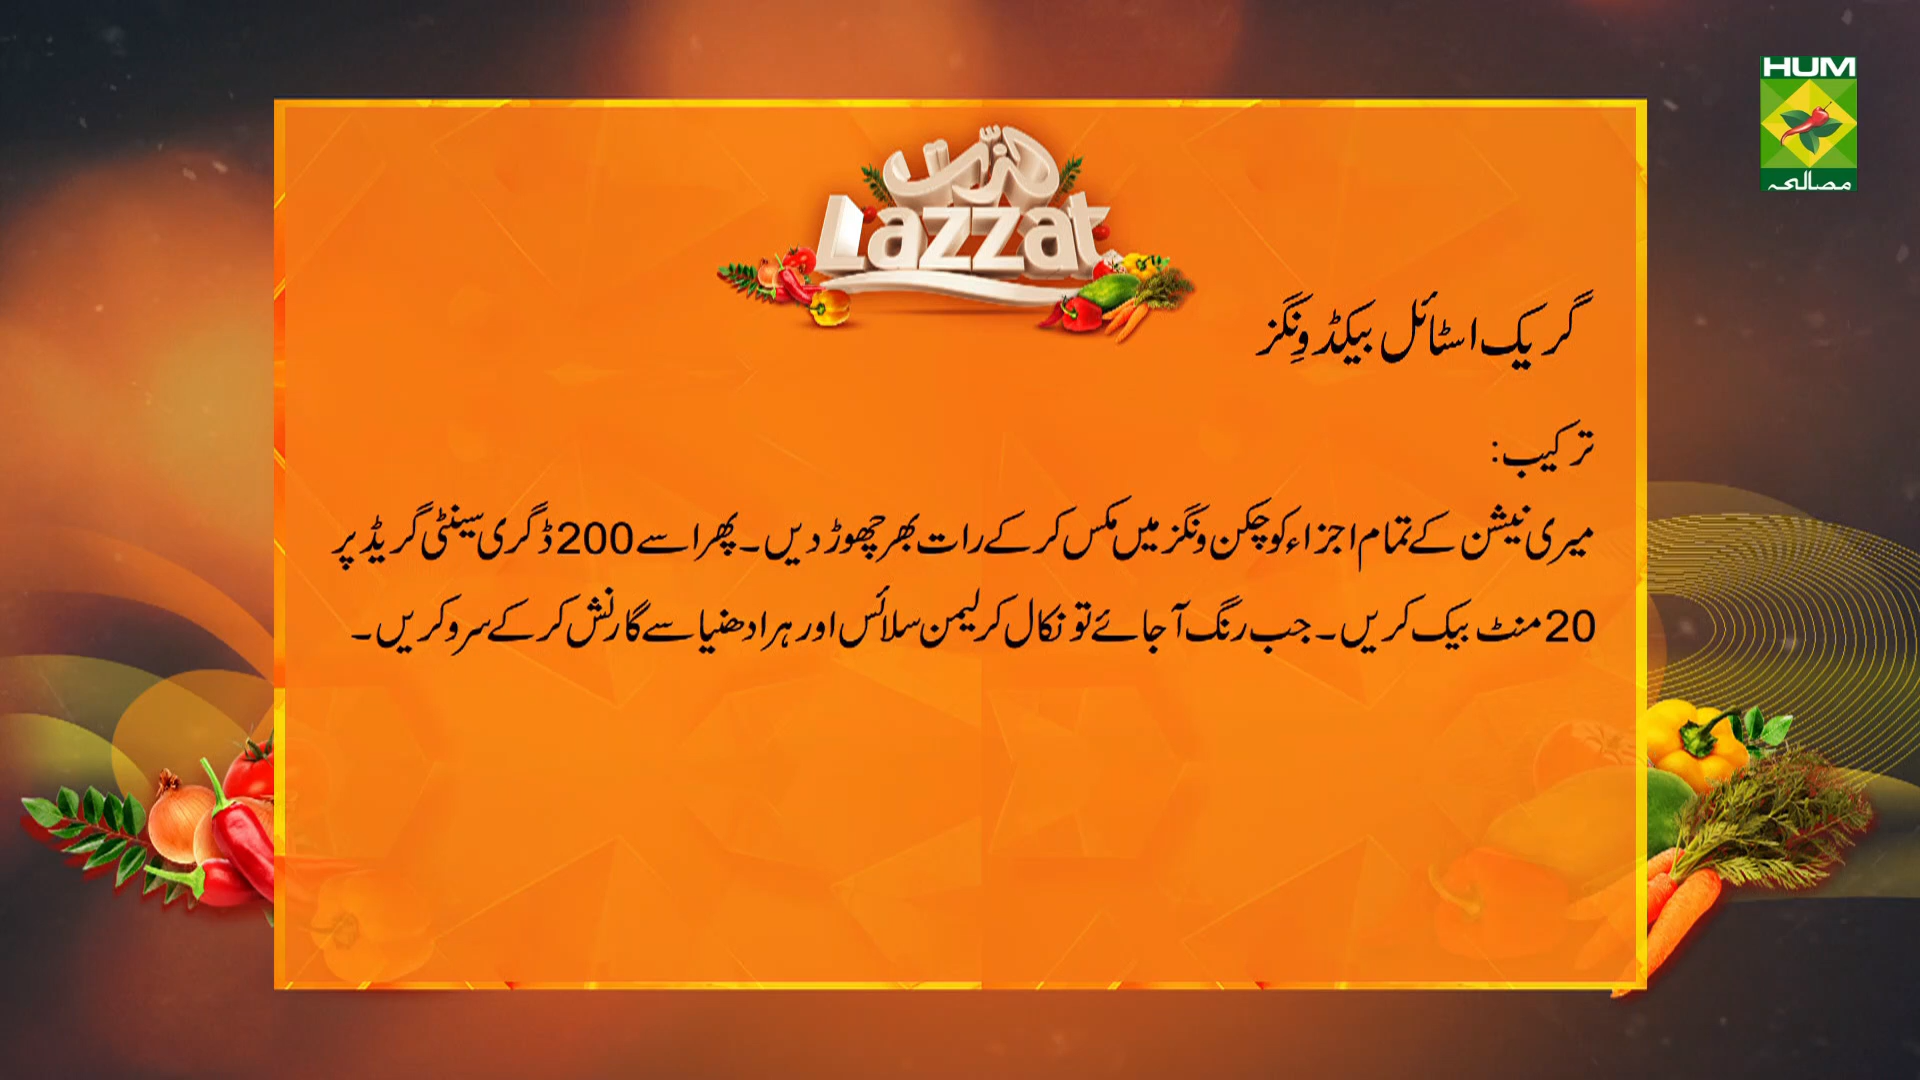 HUM
مصالحہ
لذّت
Lazzat
گریک اسٹائل بیکڈ وِنگز
ترکیب:
میری نیشن کے تمام اجزاء کو چکن ونگز میں مکس کر کے رات بھر چھوڑ دیں۔ پھر اسے 200 ڈگری سینٹی گریڈ پر
20 منٹ بیک کریں۔ جب رنگ آ جائے تو نکال کر لیمن سلائس اور ہرا دھنیا سے گارنش کر کے سرو کریں۔